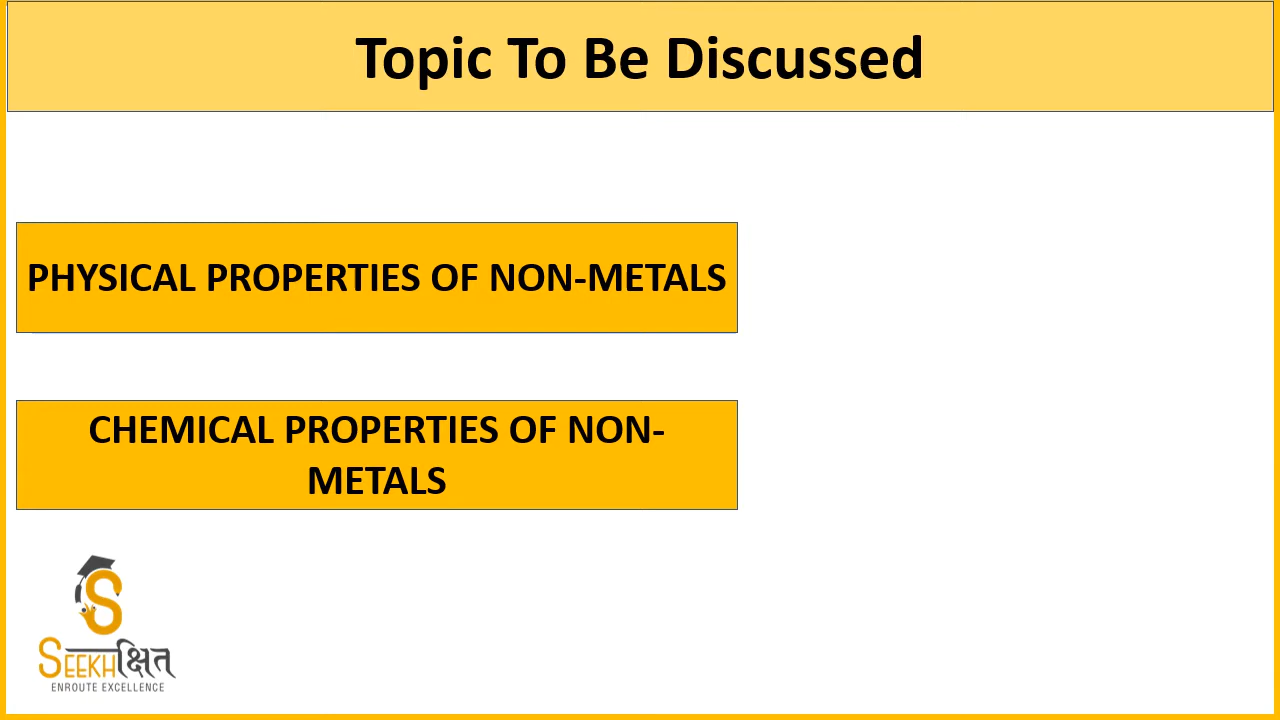 Topic To Be Discussed
PHYSICAL PROPERTIES OF NON-METALS
CHEMICAL PROPERTIES OF NON-
METALS
S
SEEKHक्षित
ENROUTE EXCELLENCE